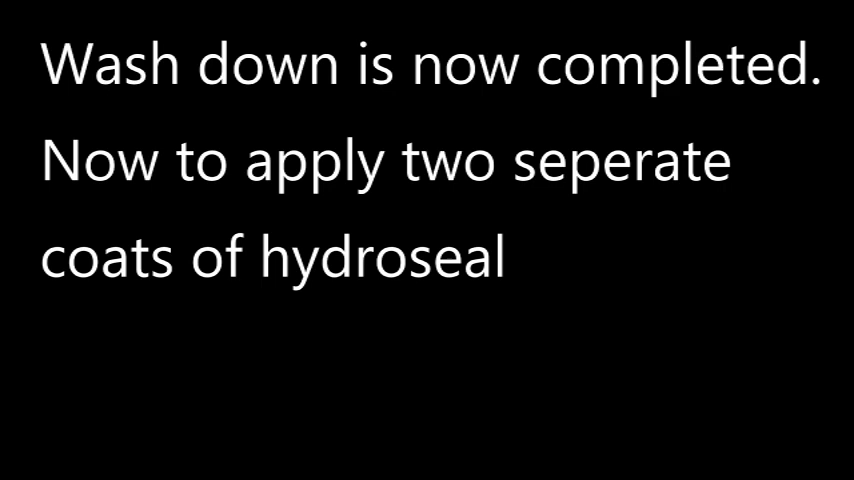 Wash down is now completed.
Now to apply two seperate
coats of hydroseal